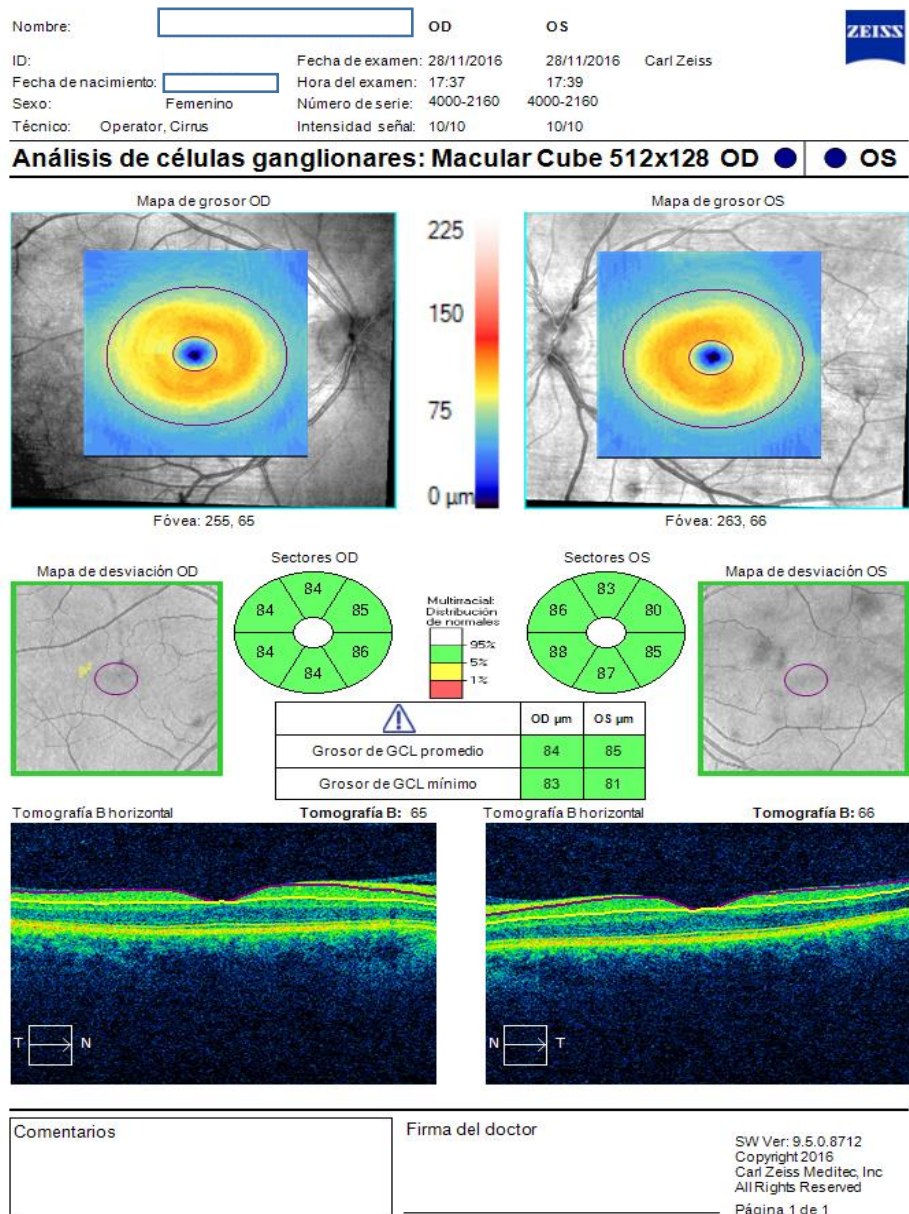 Nombre: OD OS
ZEISS
ID: Fecha de examen: 28/11/2016 28/11/2016 Carl Zeiss
Fecha de nacimiento: Hora del examen: 17:37 17:39
Sexo: Femenino Número de serie: 4000-2160 4000-2160
Técnico: Operator, Cirrus Intensidad señal: 10/10 10/10
Análisis de células ganglionares: Macular Cube 512x128 OD OS
Mapa de grosor OD Mapa de grosor OS
225
150
75
0 µm
Fóvea: 255, 65 Fóvea: 263, 66
Mapa de desviación OD Sectores OD Sectores OS Mapa de desviación OS
84 84 85 84 84 86
Multirracial:
Distribución
de normales
95%
5%
1%
83 86 80 88 87 85
OD µm OS µm
Grosor de GCL promedio 84 85
Grosor de GCL mínimo 83 81
Tomografía B horizontal Tomografía B: 65 Tomografía B horizontal Tomografía B: 66
T N N T
Comentarios Firma del doctor
SW Ver: 9.5.0.8712
Copyright 2016
Carl Zeiss Meditec, Inc
All Rights Reserved
Página 1 de 1